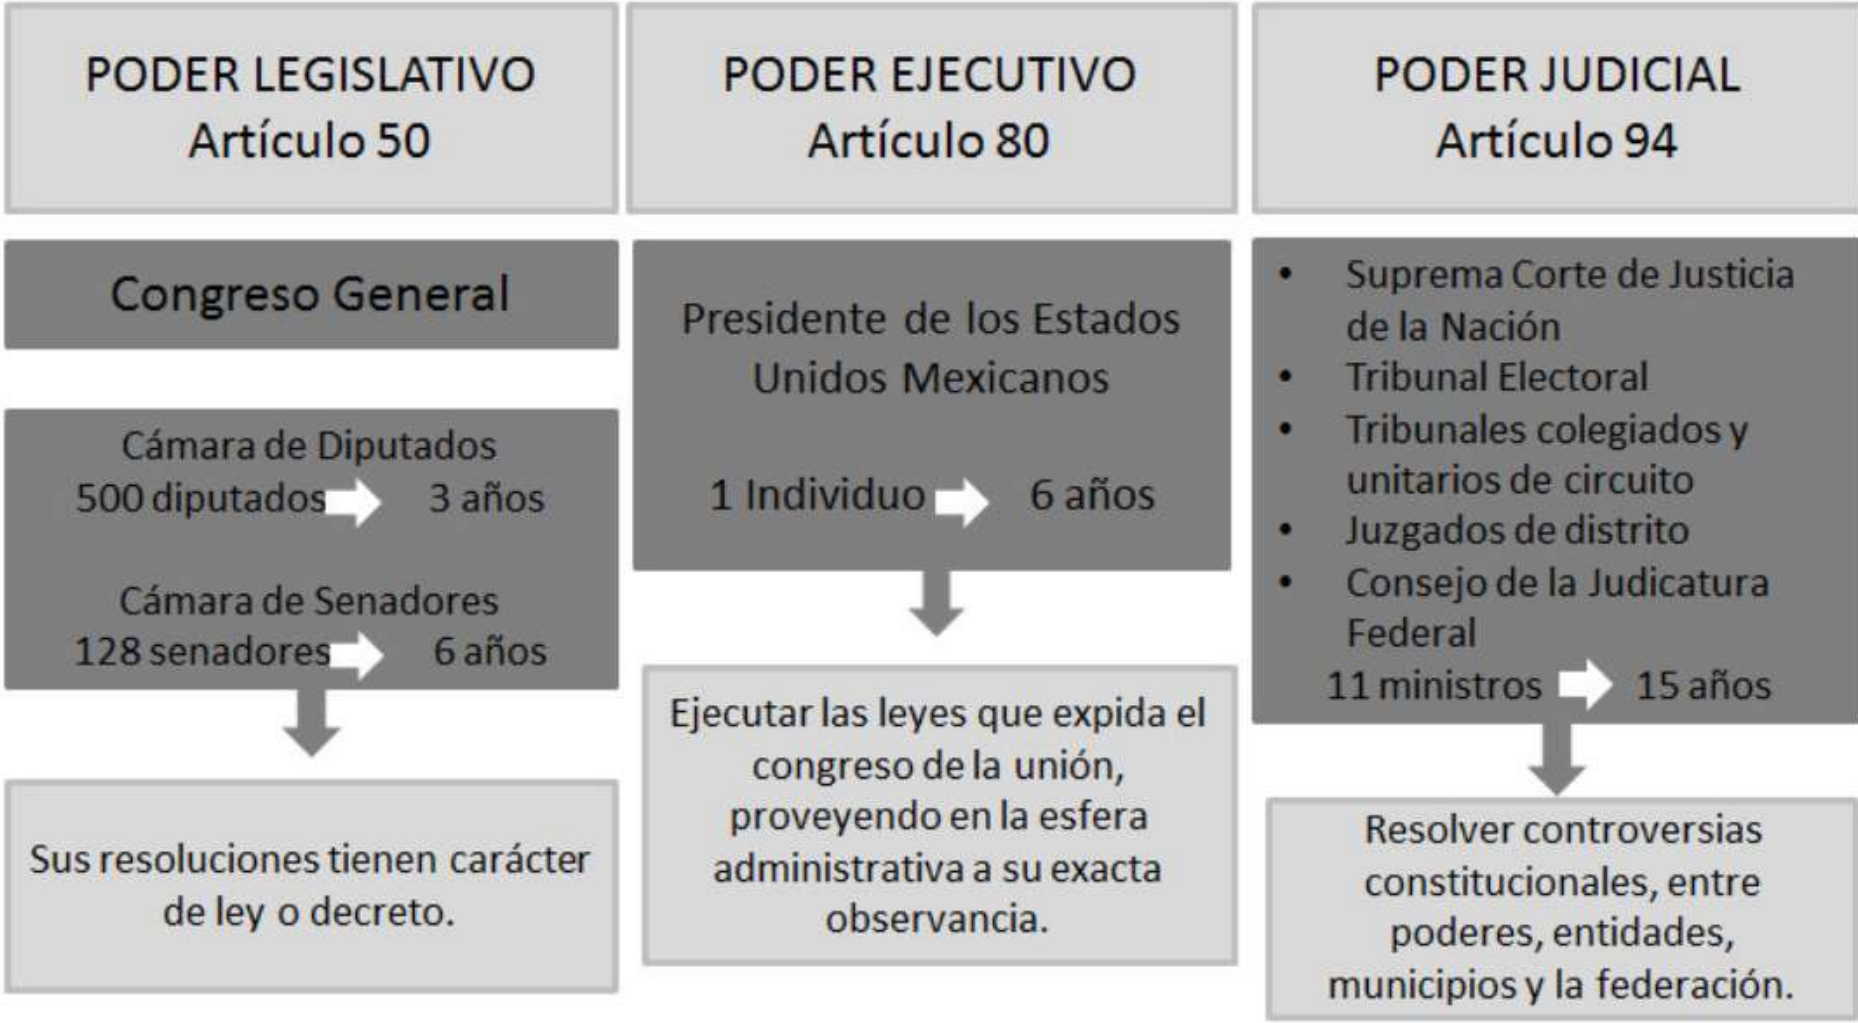 PODER LEGISLATIVO
Artículo 50
Congreso General
Cámara de Diputados
500 diputados 3 años
Cámara de Senadores
128 senadores 6 años
Sus resoluciones tienen carácter
de ley o decreto.
PODER EJECUTIVO
Artículo 80
Presidente de los Estados
Unidos Mexicanos
1 Individuo 6 años
Ejecutar las leyes que expida el
congreso de la unión,
proveyendo en la esfera
administrativa a su exacta
observancia.
PODER JUDICIAL
Artículo 94
• Suprema Corte de Justicia
de la Nación
• Tribunal Electoral
• Tribunales colegiados y
unitarios de circuito
• Juzgados de distrito
• Consejo de la Judicatura
Federal
11 ministros 15 años
Resolver controversias
constitucionales, entre
poderes, entidades,
municipios y la federación.